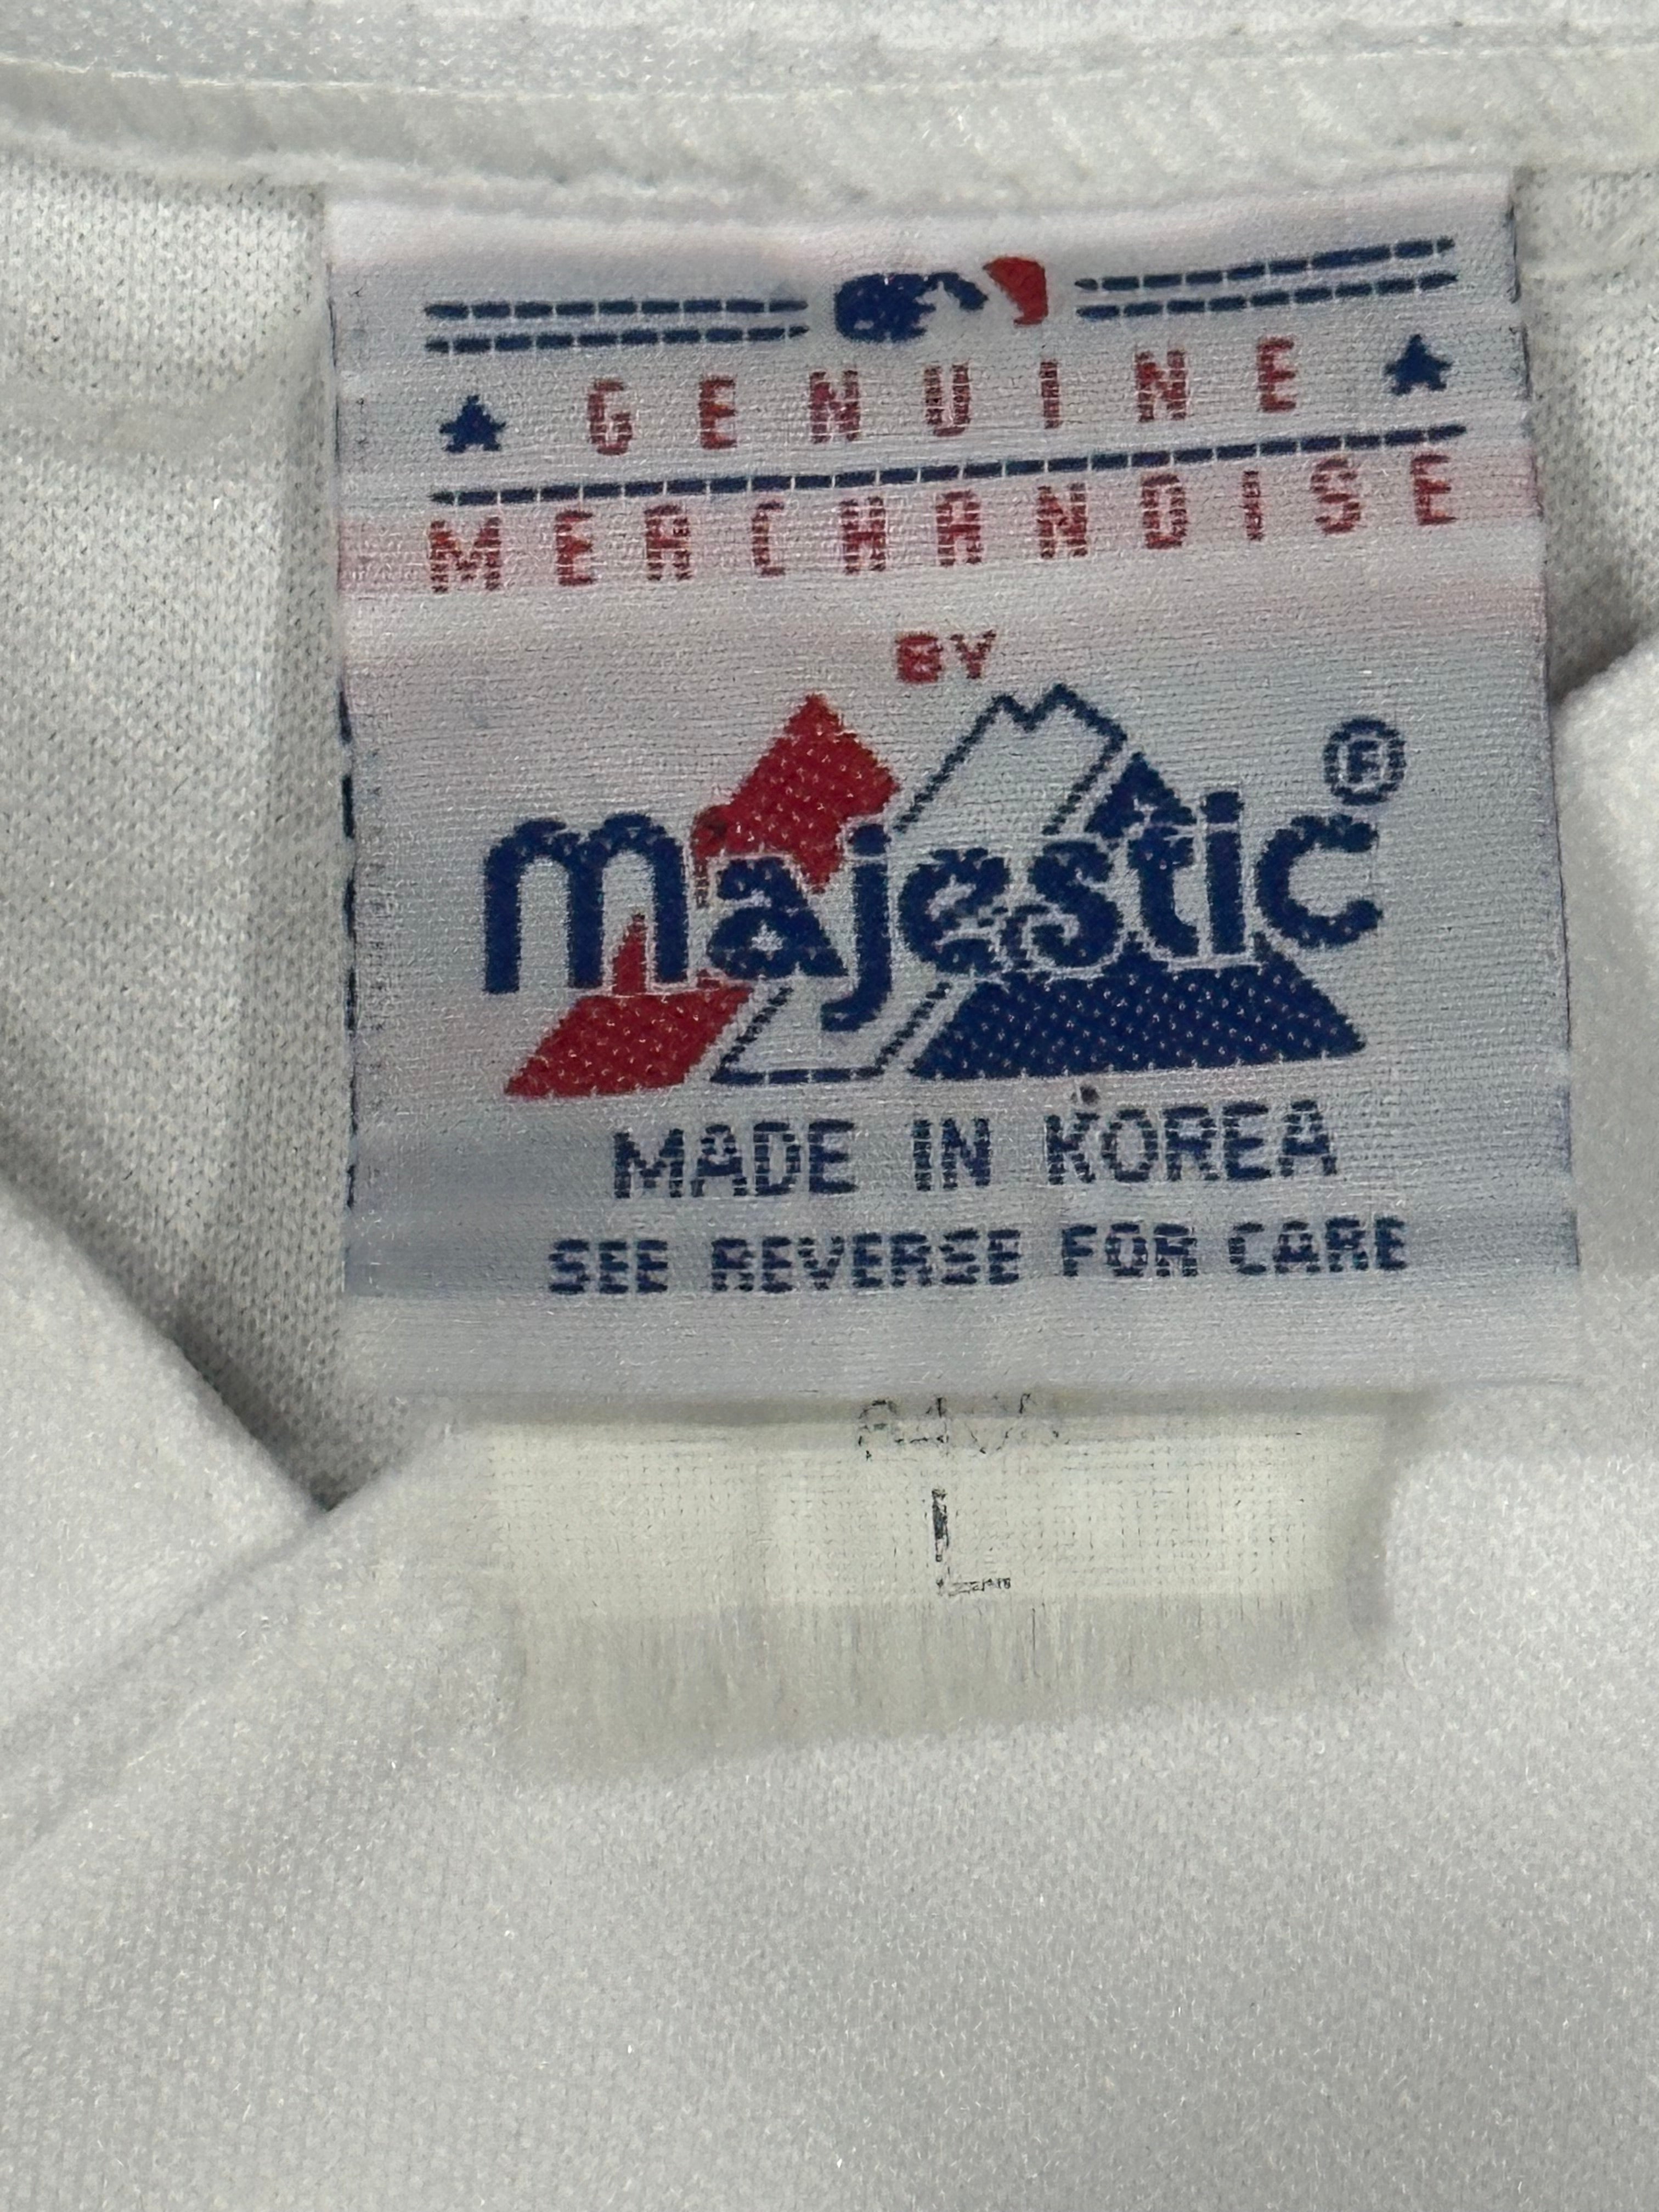 GENUINE
MERCHANDISE
BY
majestic®
MADE IN KOREA
SEE REVERSE FOR CARE
L